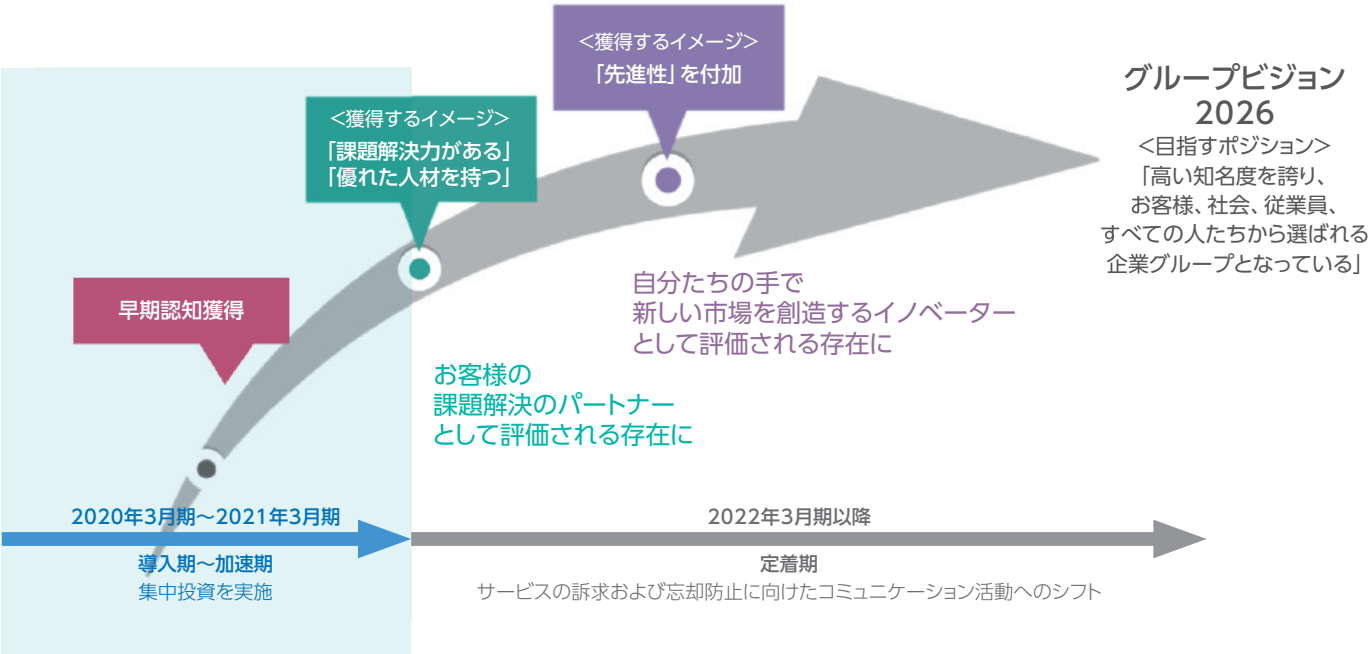 <獲得するイメージ>
「先進性」を付加
<獲得するイメージ>
「課題解決力がある」
「優れた人材を持つ」
早期認知獲得
グループビジョン
2026
<目指すポジション>
「高い知名度を誇り、
お客様、社会、従業員、
すべての人たちから選ばれる
企業グループとなっている」
自分たちの手で
新しい市場を創造するイノベーター
として評価される存在に
お客様の
課題解決のパートナー
として評価される存在に
2020年3月期～2021年3月期
導入期～加速期
集中投資を実施
2022年3月期以降
定着期
サービスの訴求および忘却防止に向けたコミュニケーション活動へのシフト